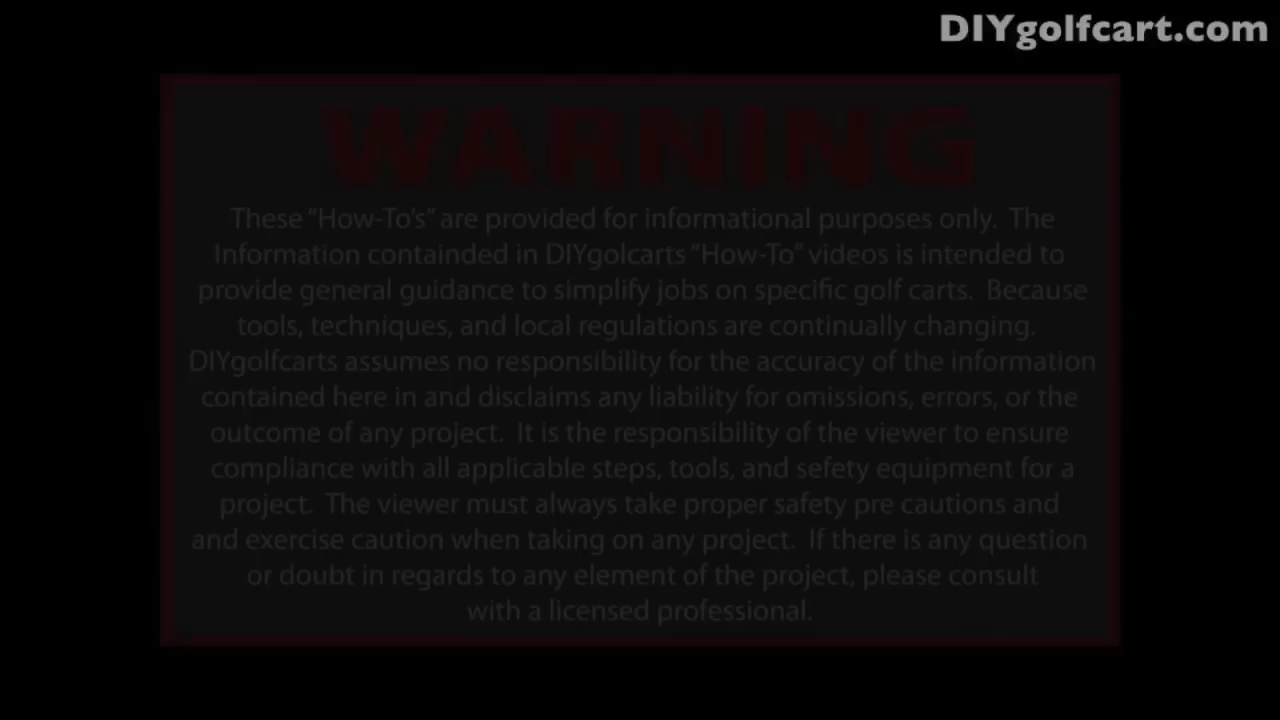 DIYgolfcart.com
WARNING
These “How-To’s” are provided for informational purposes only. The
Information containded in DIYgolcarts “How-To” videos is intended to
provide general guidance to simplify jobs on specific golf carts. Because
tools, techniques, and local regulations are continually changing.
DIYgolfcarts assumes no responsibility for the accuracy of the information
contained here in and disclaims any liability for omissions, errors, or the
outcome of any project. It is the responsibility of the viewer to ensure
compliance with all applicable steps, tools, and sefety equipment for a
project. The viewer must always take proper safety pre cautions and
and exercise caution when taking on any project. If there is any question
or doubt in regards to any element of the project, please consult
with a licensed professional.